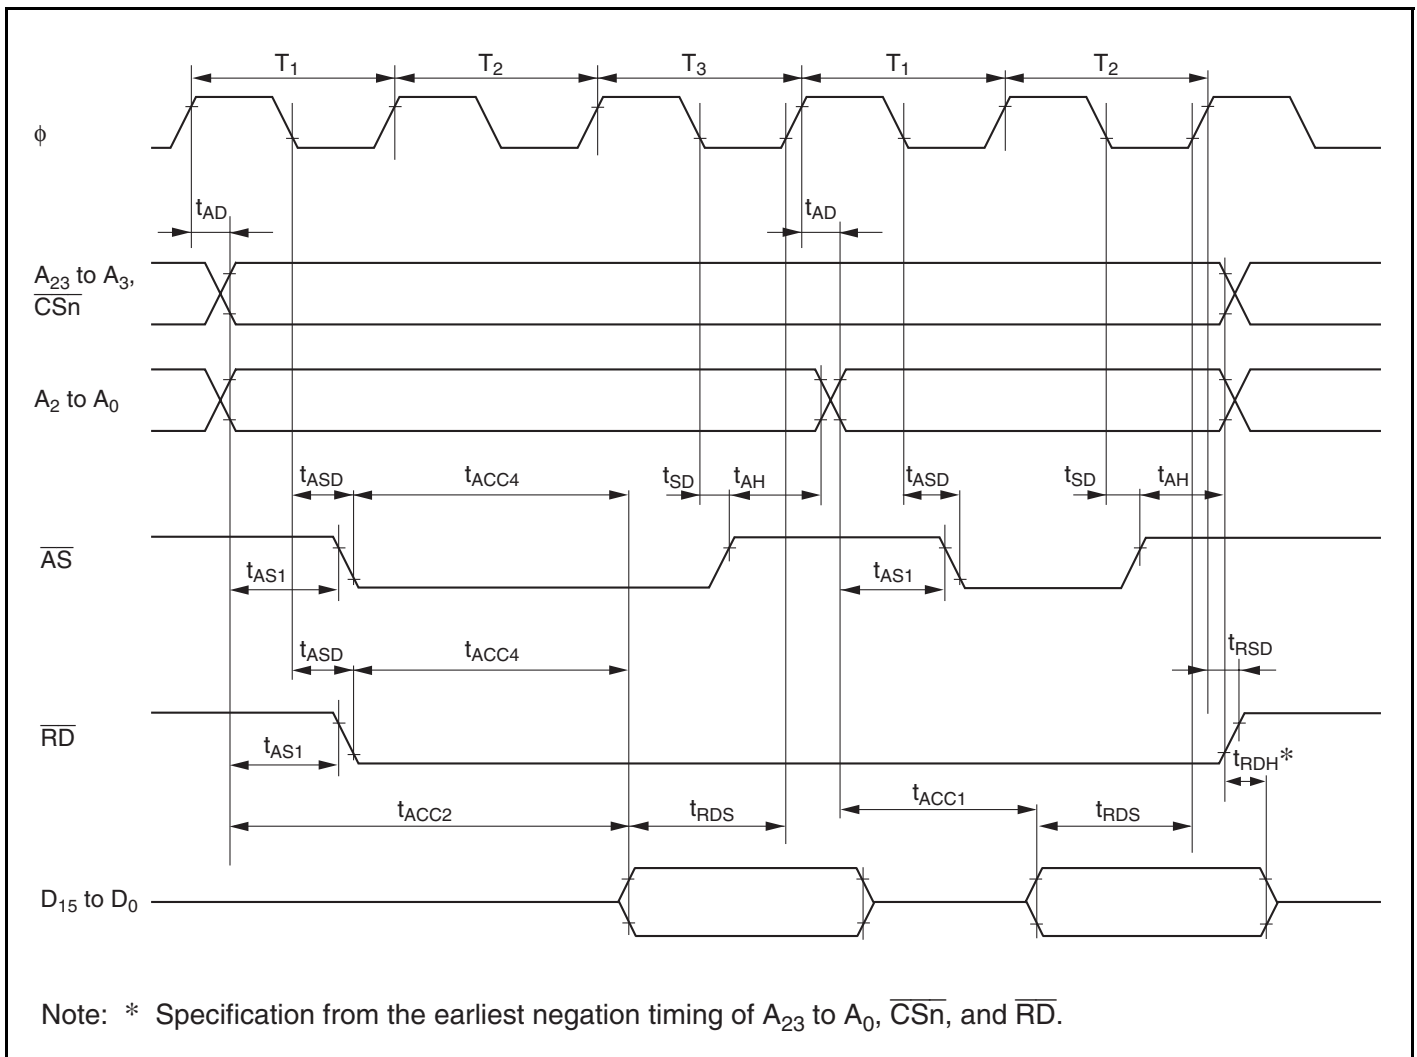 T1 T2 T3 T1 T2
ϕ
tAD tAD
A23 to A3,
CSn
A2 to A0
tASD tACC4 tSD tAH tASD tSD tAH
AS
tAS1 tAS1
tASD tACC4 tRSD
RD
tAS1 tRDH*
tACC2 tRDS tACC1 tRDS
D15 to D0
Note: * Specification from the earliest negation timing of A23 to A0, CSn, and RD.